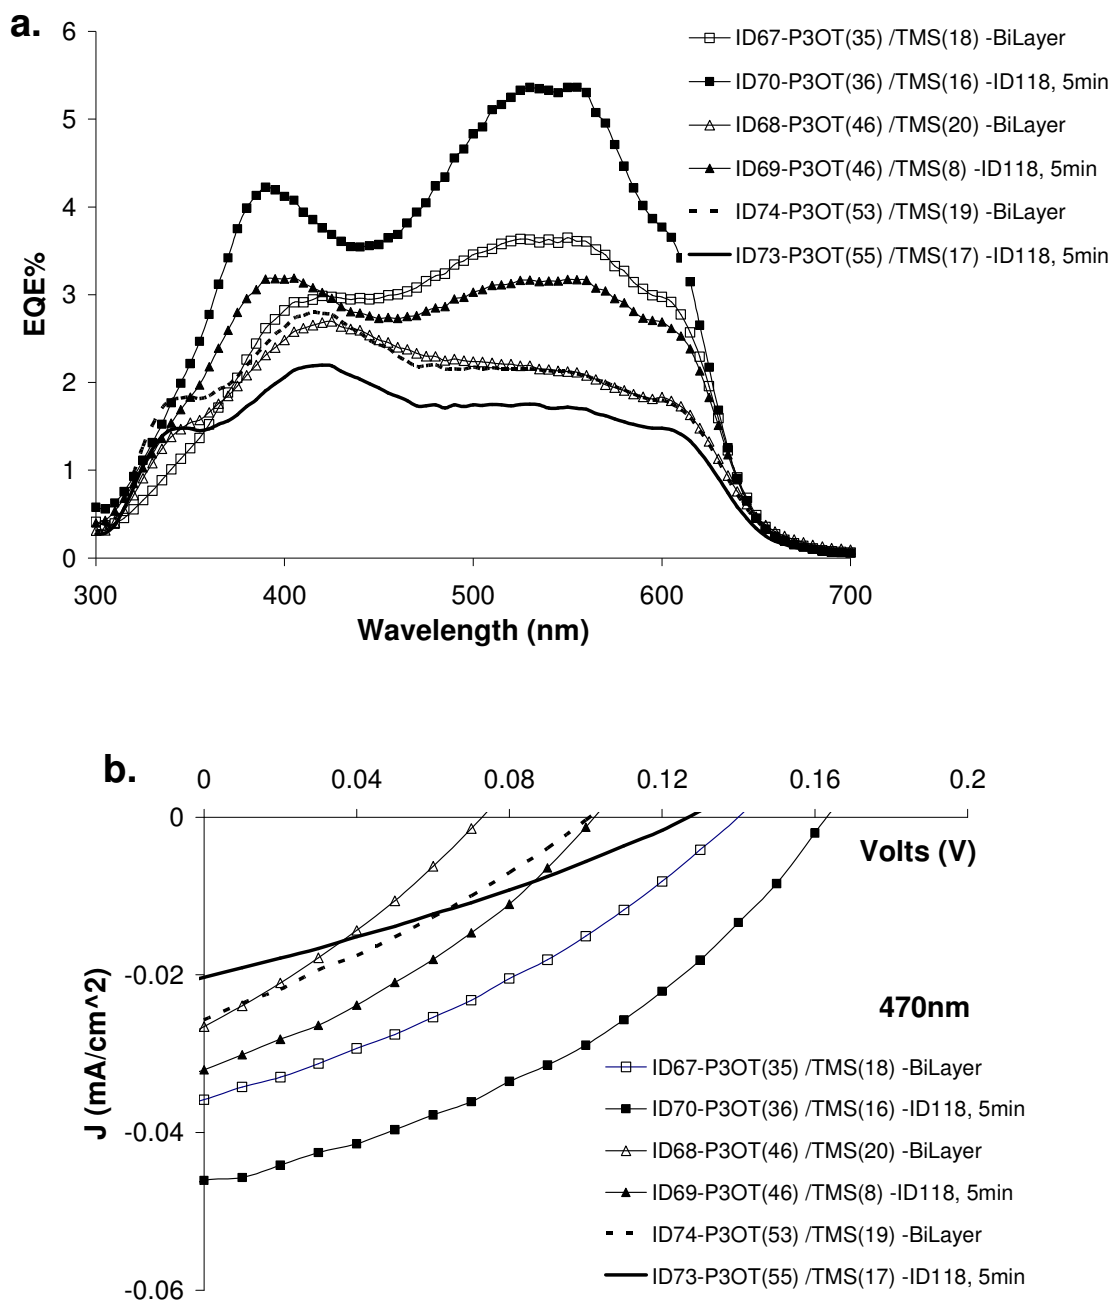 a.
6
5
4
3
2
1
0
EQE%
300 400 500 600 700
Wavelength (nm)
ID67-P3OT(35) /TMS(18) -BiLayer
ID70-P3OT(36) /TMS(16) -ID118, 5min
ID68-P3OT(46) /TMS(20) -BiLayer
ID69-P3OT(46) /TMS(8) -ID118, 5min
ID74-P3OT(53) /TMS(19) -BiLayer
ID73-P3OT(55) /TMS(17) -ID118, 5min
b.
0 0.04 0.08 0.12 0.16 0.2
Volts (V)
0
-0.02
-0.04
-0.06
J (mA/cm^2)
470nm
ID67-P3OT(35) /TMS(18) -BiLayer
ID70-P3OT(36) /TMS(16) -ID118, 5min
ID68-P3OT(46) /TMS(20) -BiLayer
ID69-P3OT(46) /TMS(8) -ID118, 5min
ID74-P3OT(53) /TMS(19) -BiLayer
ID73-P3OT(55) /TMS(17) -ID118, 5min